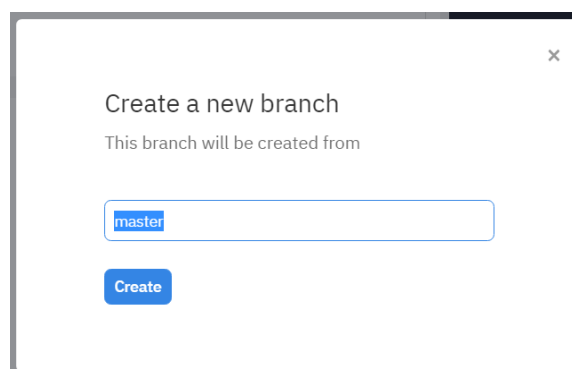 Create a new branch
This branch will be created from
master
Create